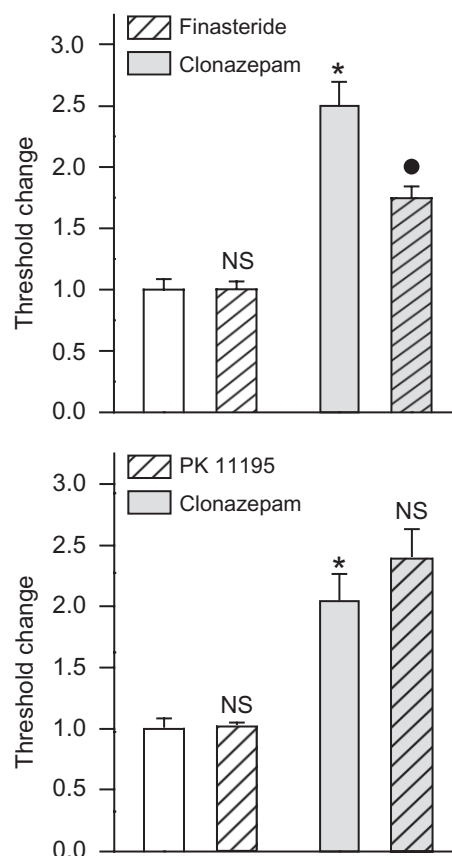 Finasteride
Clonazepam
Threshold change
3.0
2.5
2.0
1.5
1.0
0.5
0.0
NS
*
PK 11195
Clonazepam
Threshold change
3.0
2.5
2.0
1.5
1.0
0.5
0.0
NS
*
NS